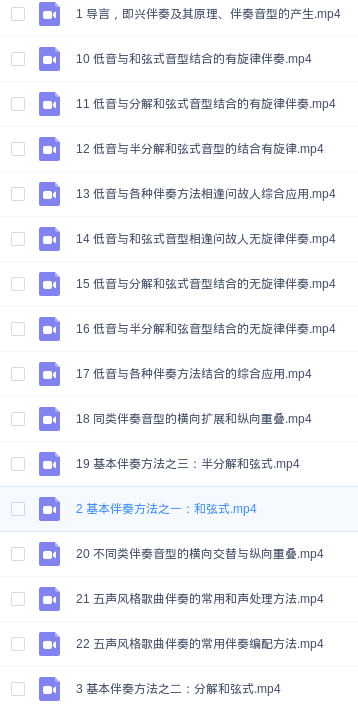 1 导言，即兴伴奏及其原理、伴奏音型的产生.mp4
10 低音与和弦式音型结合的有旋律伴奏.mp4
11 低音与分解和弦式音型结合的有旋律伴奏.mp4
12 低音与半分解和弦式音型的结合有旋律.mp4
13 低音与各种伴奏方法相逢问故人综合应用.mp4
14 低音与和弦式音型相逢问故人无旋律伴奏.mp4
15 低音与分解和弦式音型结合的无旋律伴奏.mp4
16 低音与半分解和弦音型结合的无旋律伴奏.mp4
17 低音与各种伴奏方法结合的综合应用.mp4
18 同类伴奏音型的横向扩展和纵向重叠.mp4
19 基本伴奏方法之三：半分解和弦式.mp4
2 基本伴奏方法之一：和弦式.mp4
20 不同类伴奏音型的横向交替与纵向重叠.mp4
21 五声风格歌曲伴奏的常用和声处理方法.mp4
22 五声风格歌曲伴奏的常用伴奏编配方法.mp4
3 基本伴奏方法之二：分解和弦式.mp4